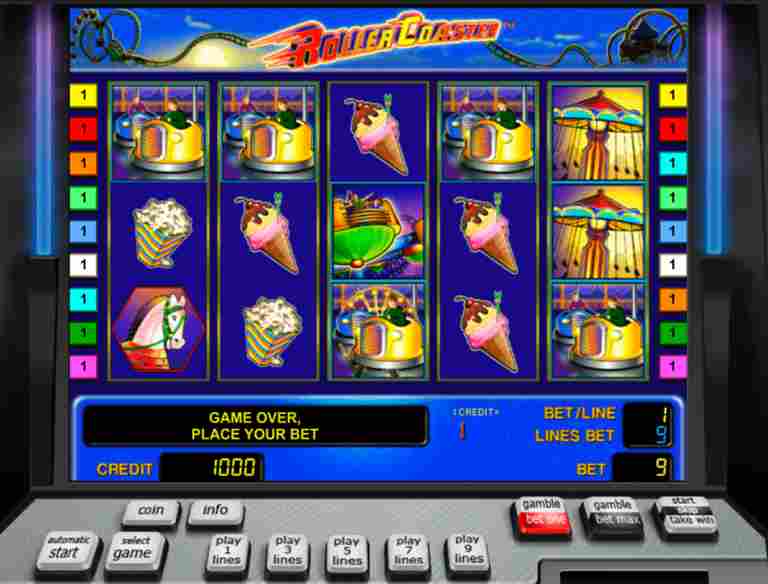 ROLLER COASTER™
1 1
1 1
1 1
1 1
1 1
1 1
1 1
1 1
1 1
GAME OVER,
PLACE YOUR BET
1 CREDIT=
1
BET/LINE 1
LINES BET 9
CREDIT 1000
BET 9
coin
info
automatic
start
select
game
play
1
lines
play
3
lines
play
5
lines
play
7
lines
play
9
lines
gamble
bet one
gamble
bet max
start
skip
take win